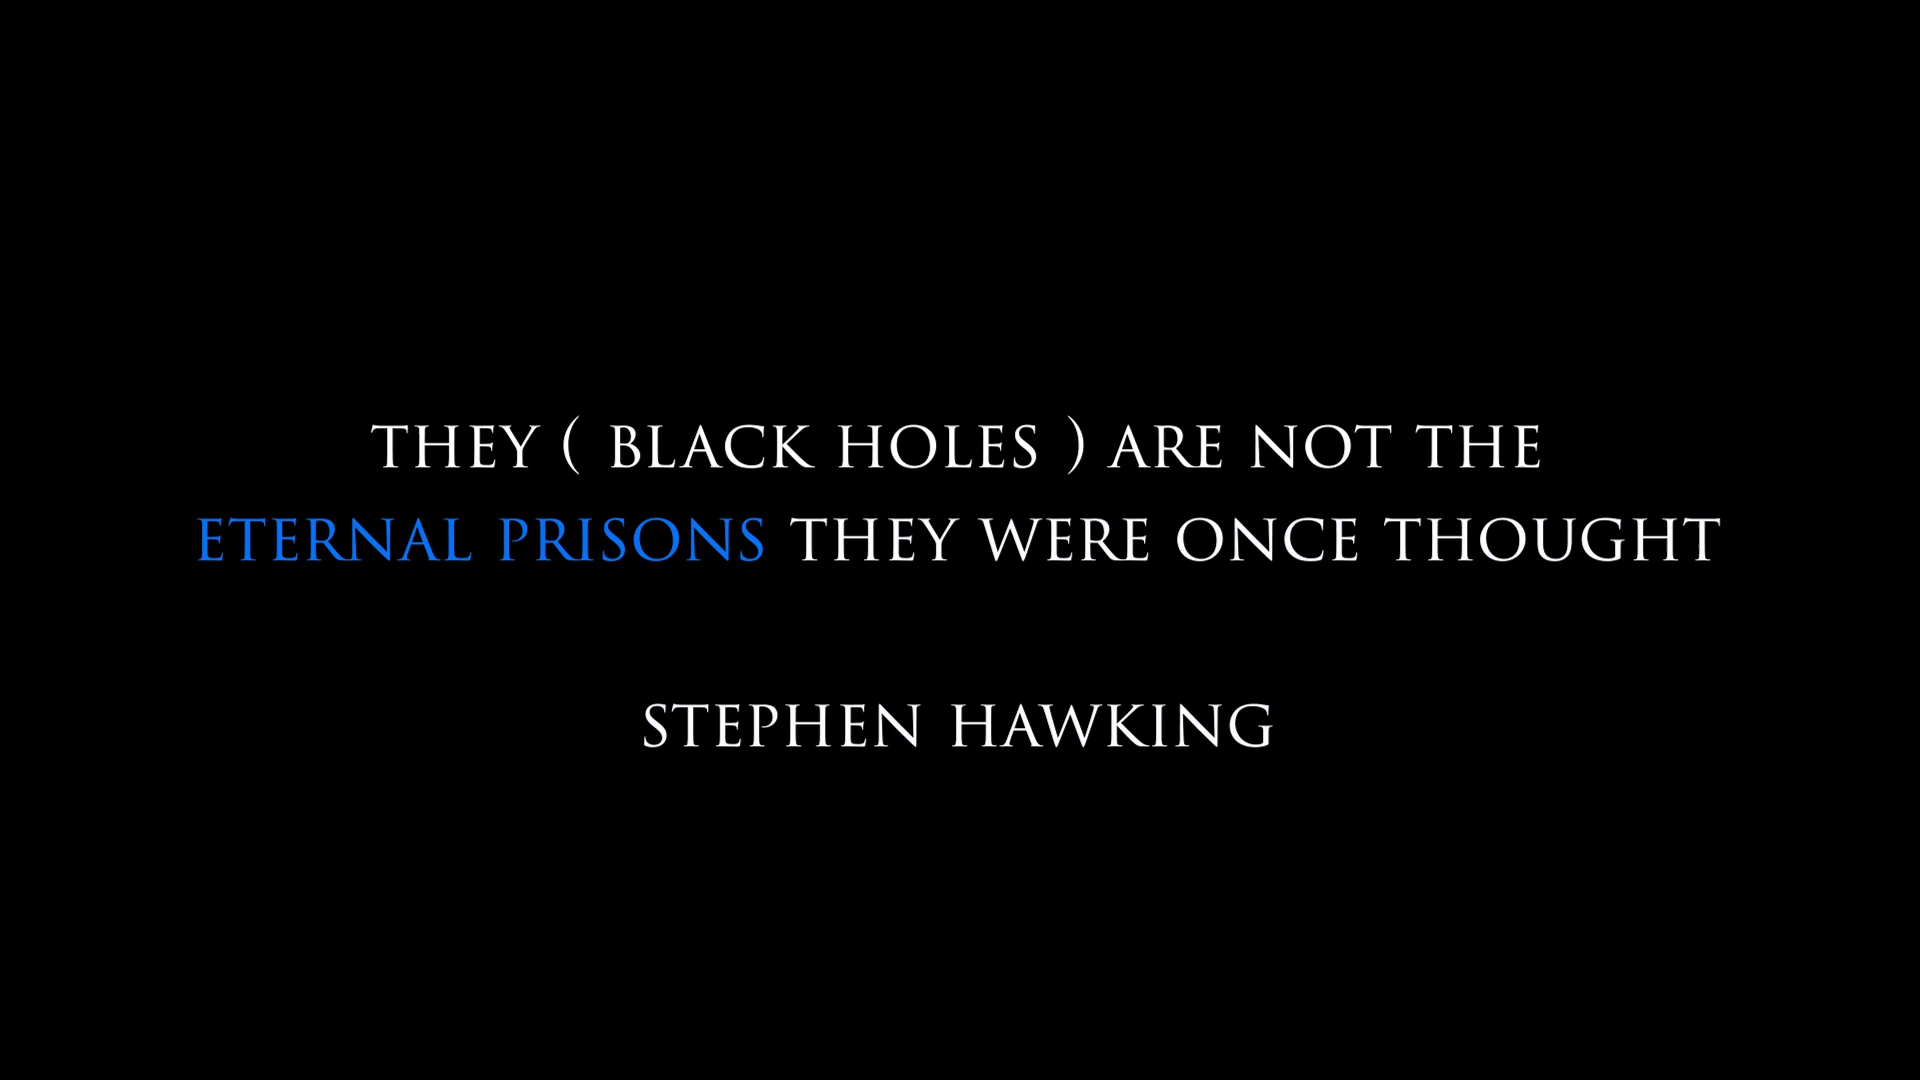 THEY ( BLACK HOLES ) ARE NOT THE
ETERNAL PRISONS THEY WERE ONCE THOUGHT
STEPHEN HAWKING